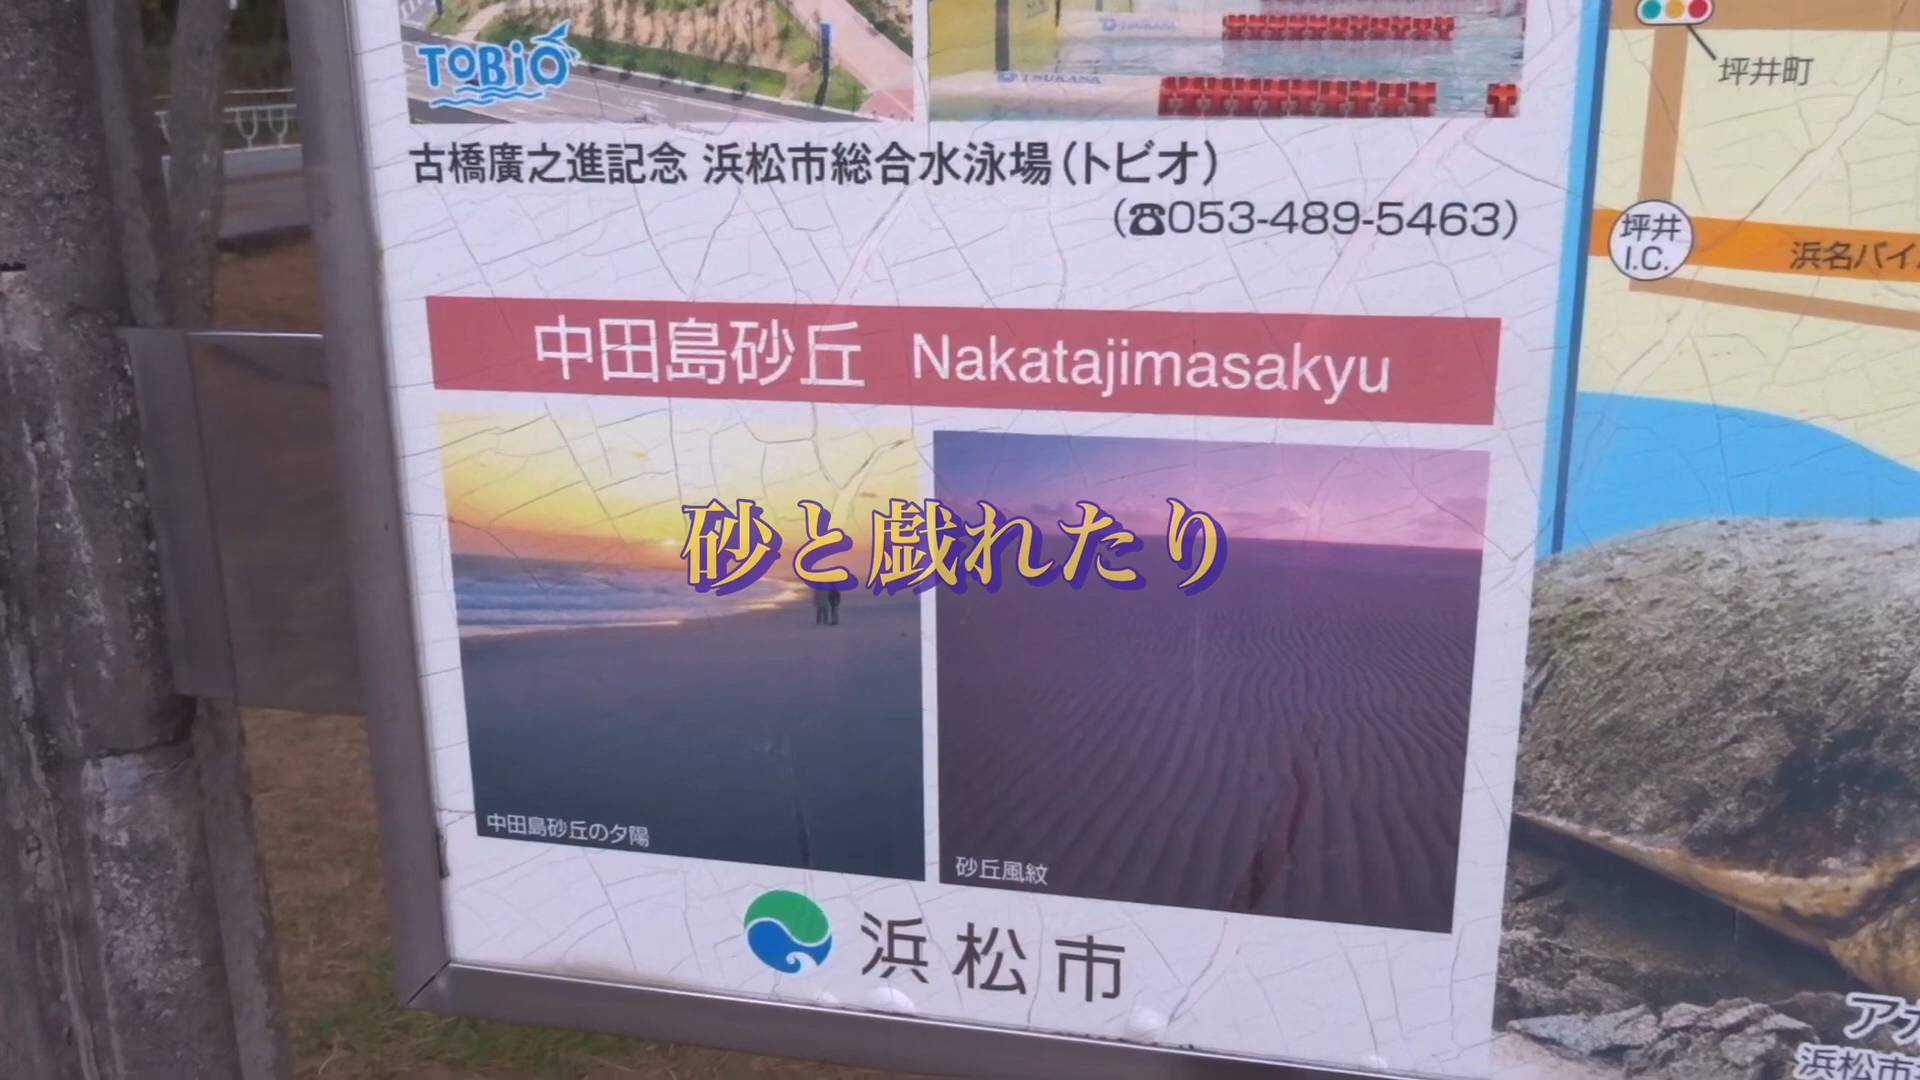 TOBiO
TSUKASA
TSUKASA
古橋廣之進記念 浜松市総合水泳場(トビオ)
(☎053-489-5463)
中田島砂丘 Nakatajimasakyu
砂と戯れたり
中田島砂丘の夕陽
砂丘風紋
浜松市
坪井町
坪井
I.C.
浜名バイ
浜松市